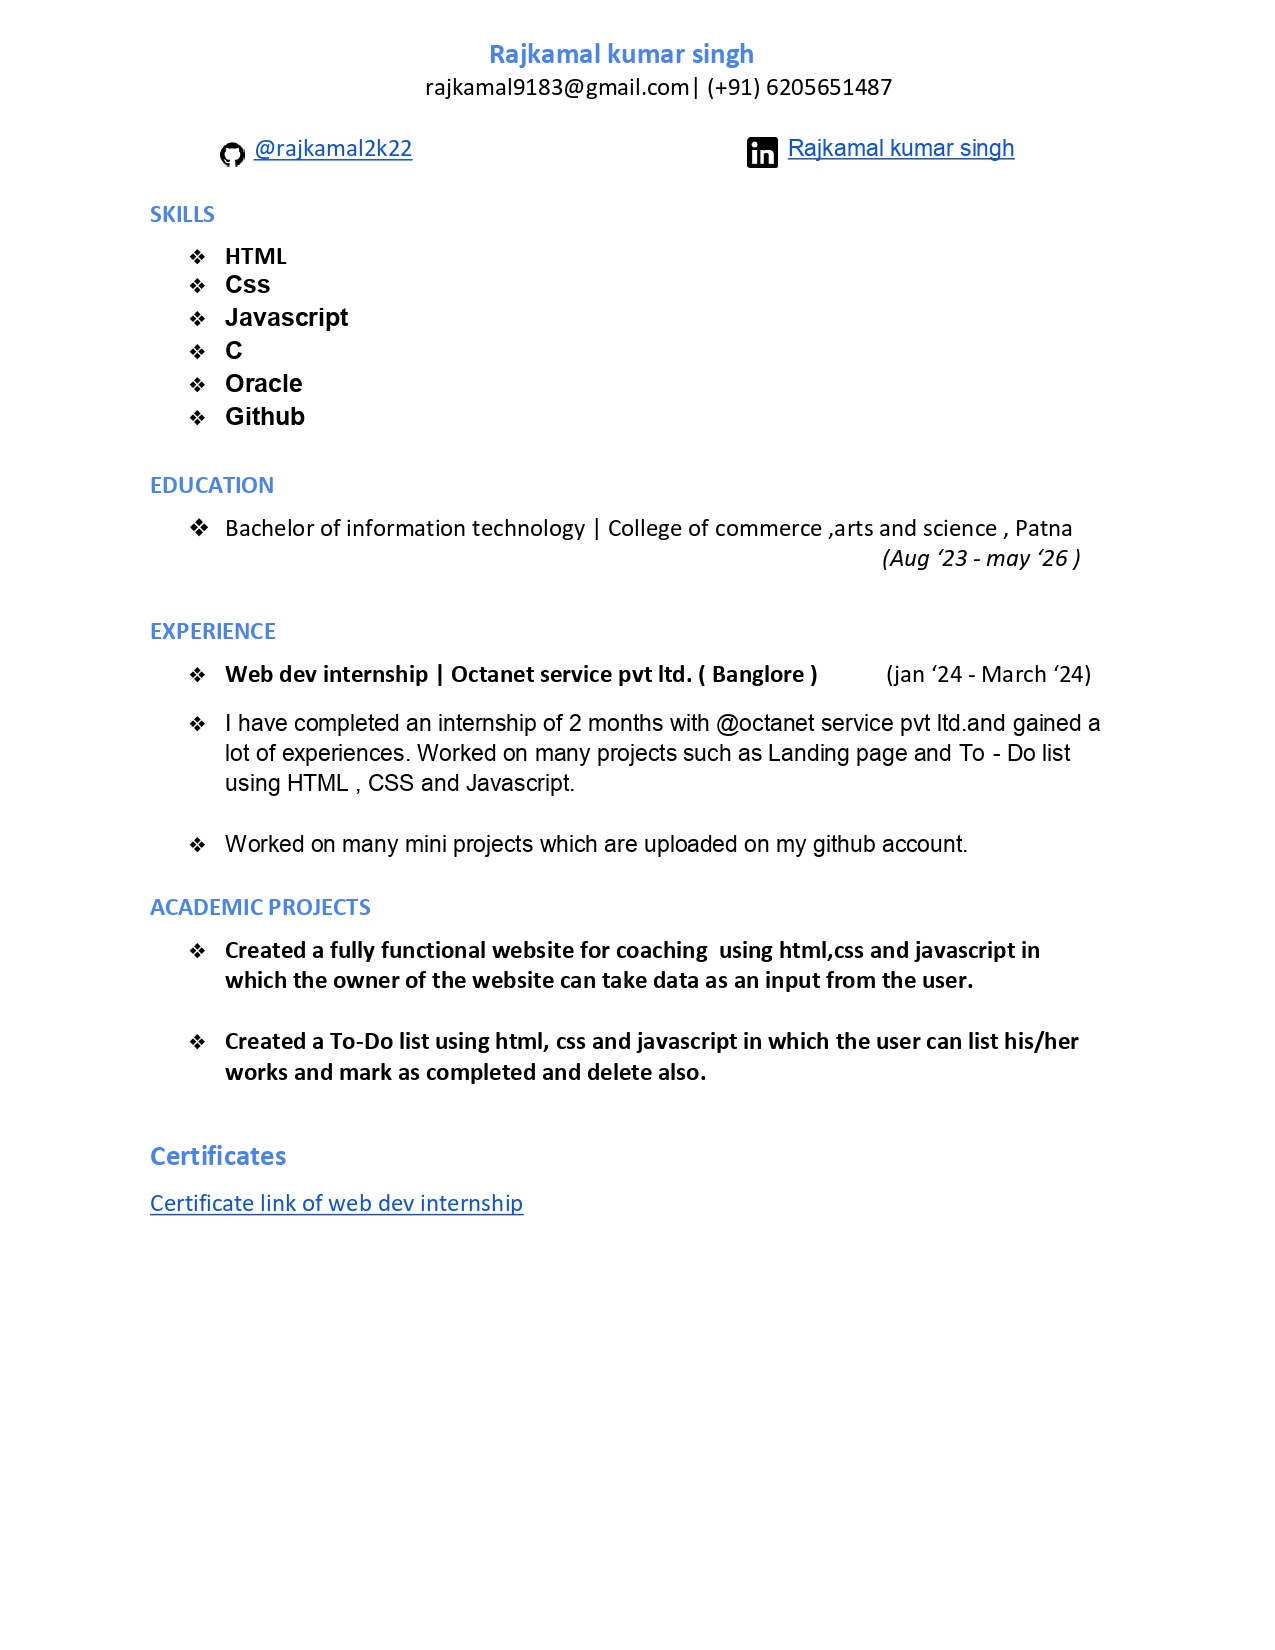 Rajkamal kumar singh
rajkamal9183@gmail.com| (+91) 6205651487
@rajkamal2k22
in Rajkamal kumar singh
SKILLS
❖ HTML
❖ Css
❖ Javascript
❖ C
❖ Oracle
❖ Github
EDUCATION
❖ Bachelor of information technology | College of commerce ,arts and science , Patna
(Aug ‘23 - may ‘26 )
EXPERIENCE
❖ Web dev internship | Octanet service pvt ltd. ( Banglore ) (jan ‘24 - March ‘24)
❖ I have completed an internship of 2 months with @octanet service pvt ltd.and gained a
lot of experiences. Worked on many projects such as Landing page and To - Do list
using HTML , CSS and Javascript.
❖ Worked on many mini projects which are uploaded on my github account.
ACADEMIC PROJECTS
❖ Created a fully functional website for coaching  using html,css and javascript in
which the owner of the website can take data as an input from the user.
❖ Created a To-Do list using html, css and javascript in which the user can list his/her
works and mark as completed and delete also.
Certificates
Certificate link of web dev internship